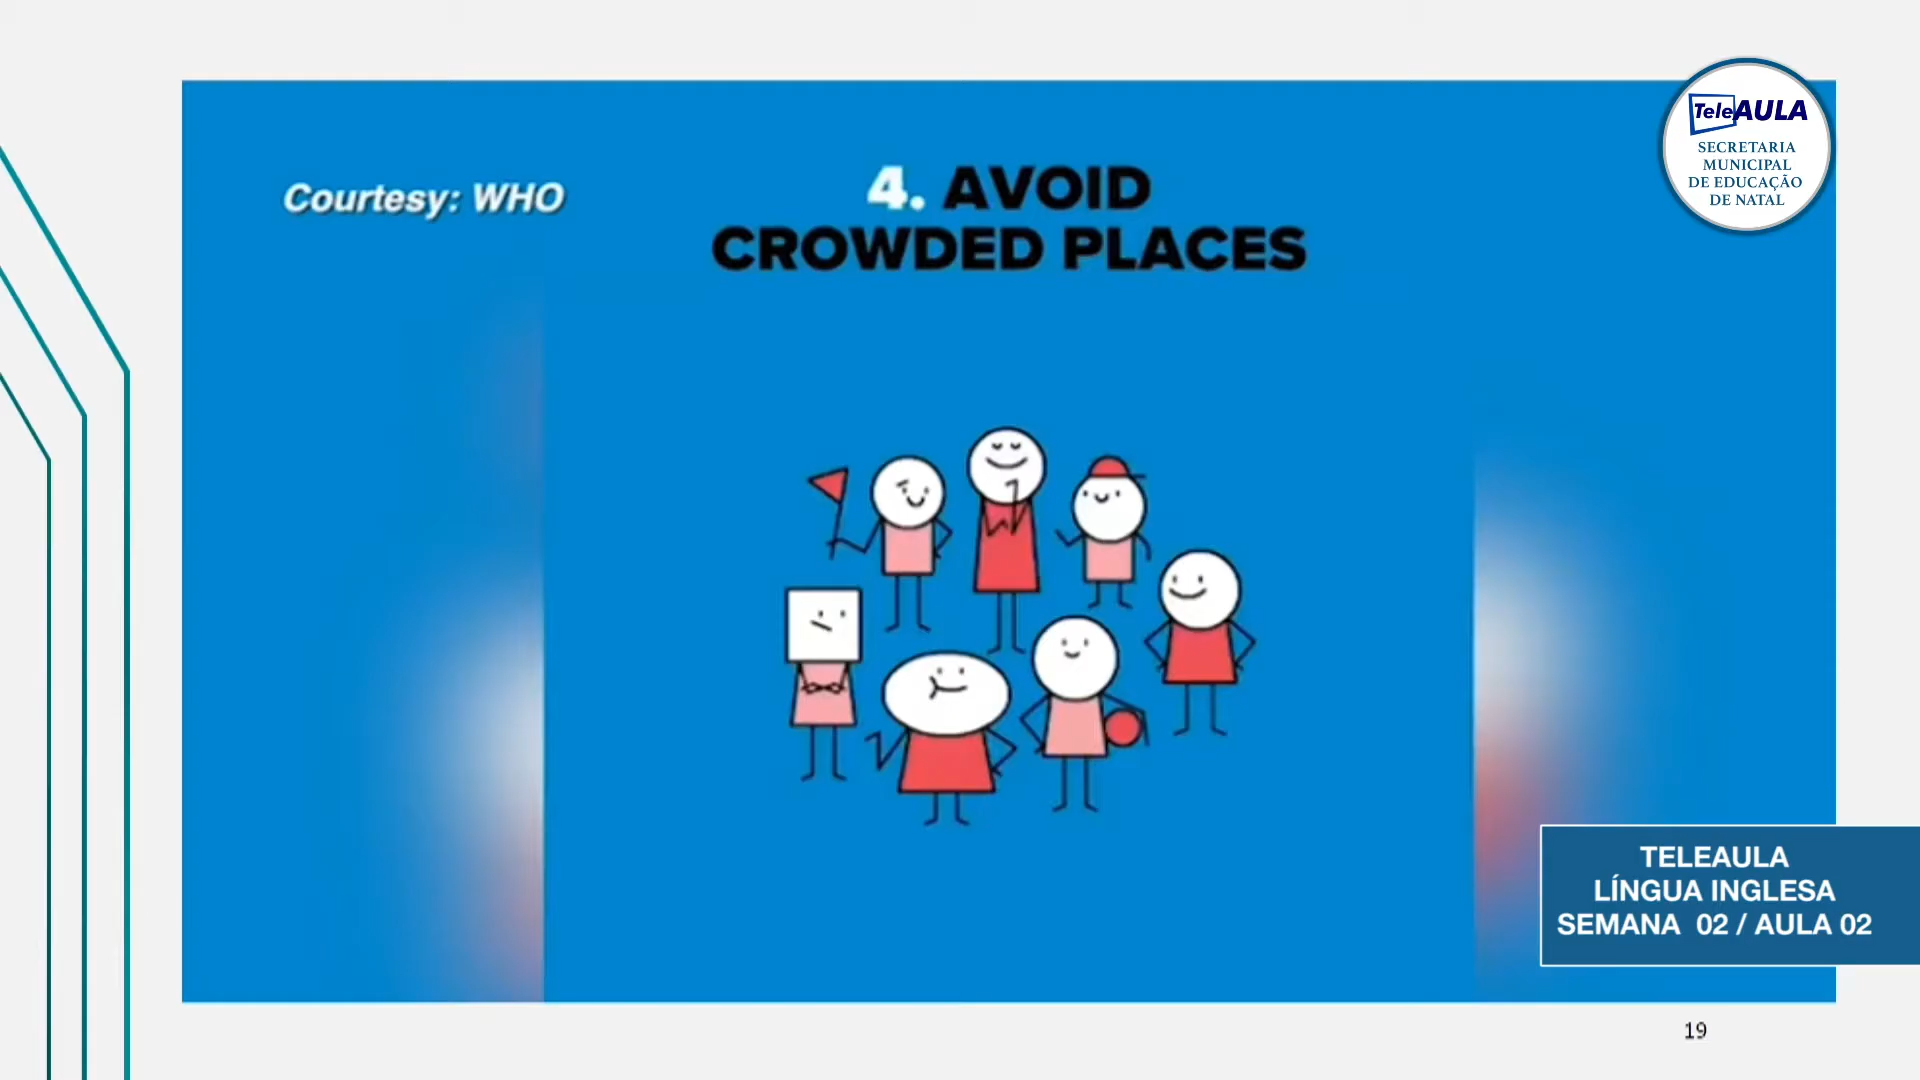 TeleAULA
SECRETARIA
MUNICIPAL
DE EDUCAÇÃO
DE NATAL
Courtesy: WHO
4. AVOID
CROWDED PLACES
TELEAULA
LÍNGUA INGLESA
SEMANA 02 / AULA 02
19